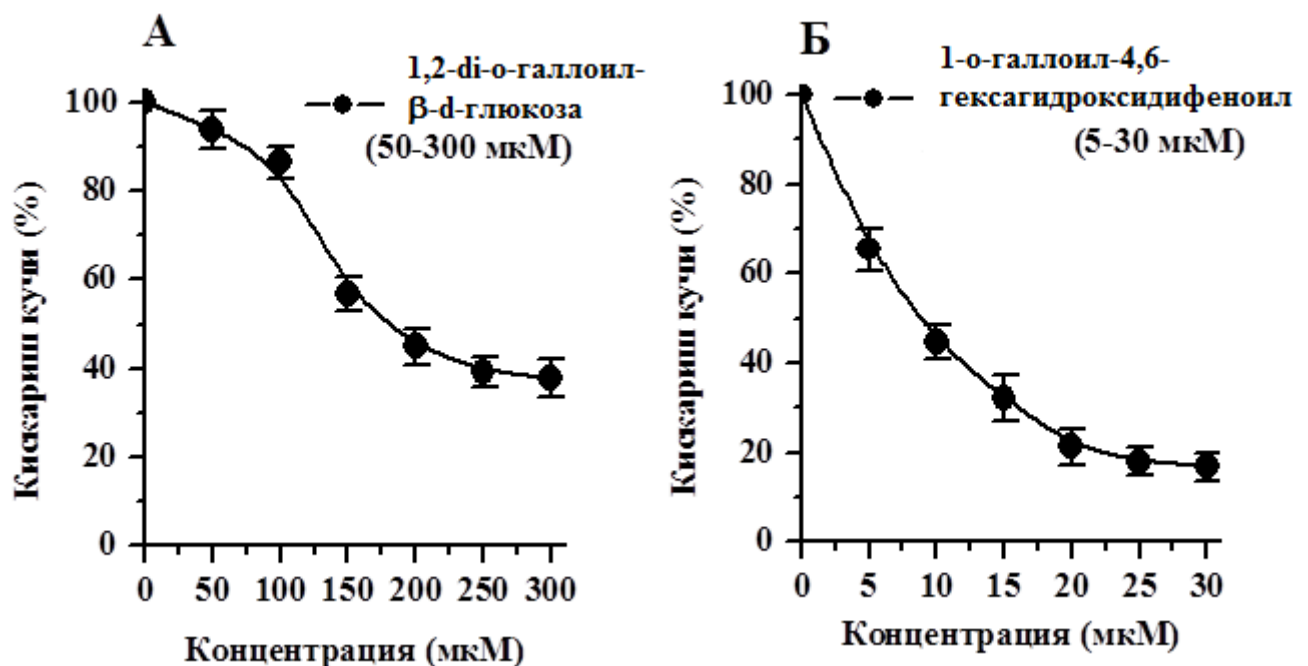 А
1,2-di-о-галлоил-
β-d-глюкоза
(50-300 мкМ)
Кискариш кучи (%)
100
80
60
40
20
0
0 50 100 150 200 250 300
Концентрация (мкМ)
Б
1-о-галлоил-4,6-
гексагидроксидифеноил
(5-30 мкМ)
Кискариш кучи (%)
100
80
60
40
20
0
0 5 10 15 20 25 30
Концентрация (мкМ)